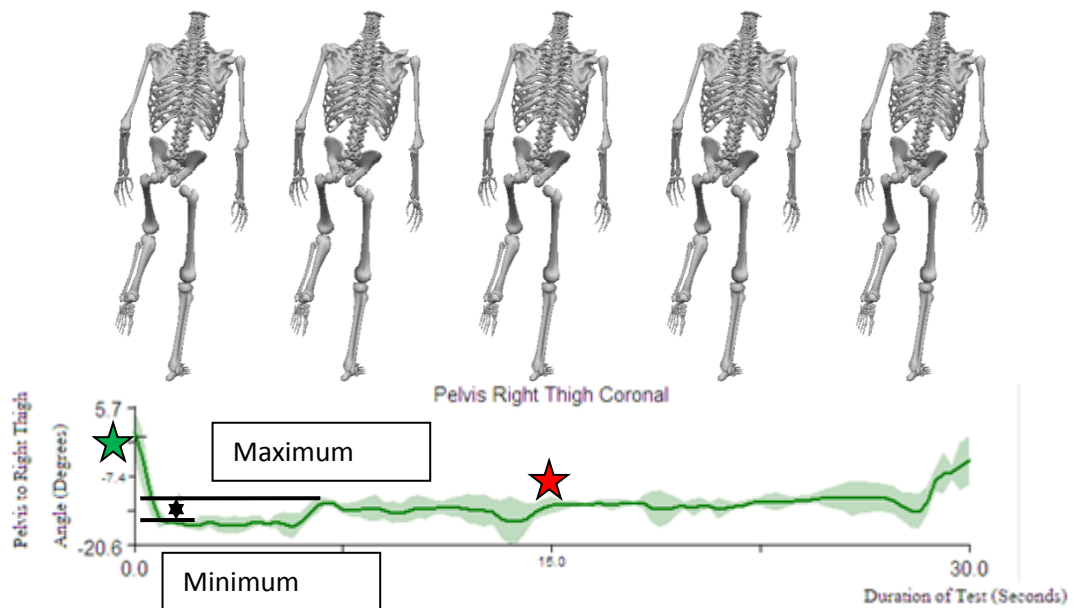 Pelvis Right Thigh Coronal
Pelvis to Right Thigh
Angle (Degrees)
5.7
-7.4
-20.6
Maximum
Minimum
0.0
15.0
30.0
Duration of Test (Seconds)